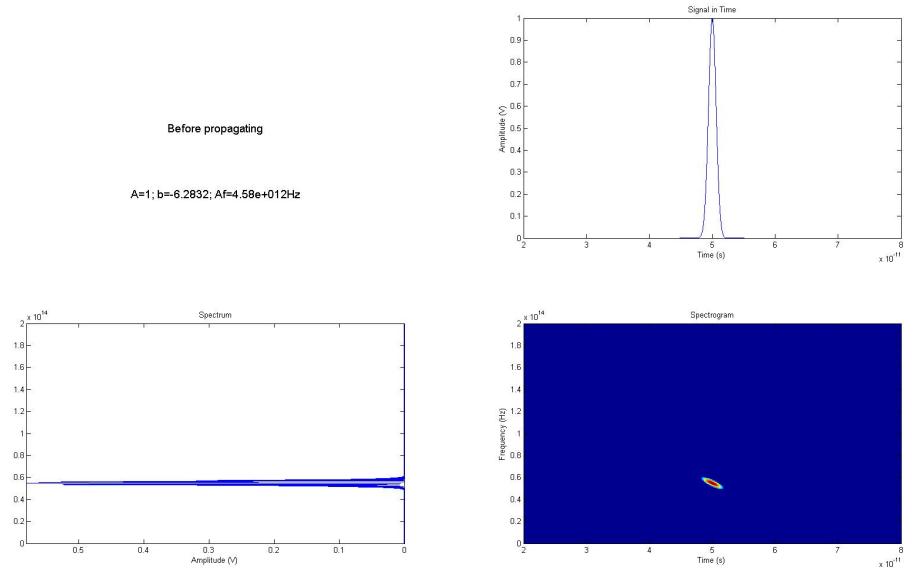 Before propagating
A=1; b=-6.2832; Af=4.58e+012Hz
Signal in Time
1
0.9
0.8
0.7
0.6
0.5
0.4
0.3
0.2
0.1
0
Amplitude (V)
2 3 4 5 6 7 8
Time (s)
x 10^-11
Spectrum
x 10^14
2
1.8
1.6
1.4
1.2
1
0.8
0.6
0.4
0.2
0
0.5 0.4 0.3 0.2 0.1 0
Amplitude (V)
Spectrogram
x 10^14
2
1.8
1.6
1.4
1.2
1
0.8
0.6
0.4
0.2
0
Frequency (Hz)
2 3 4 5 6 7 8
Time (s)
x 10^-11